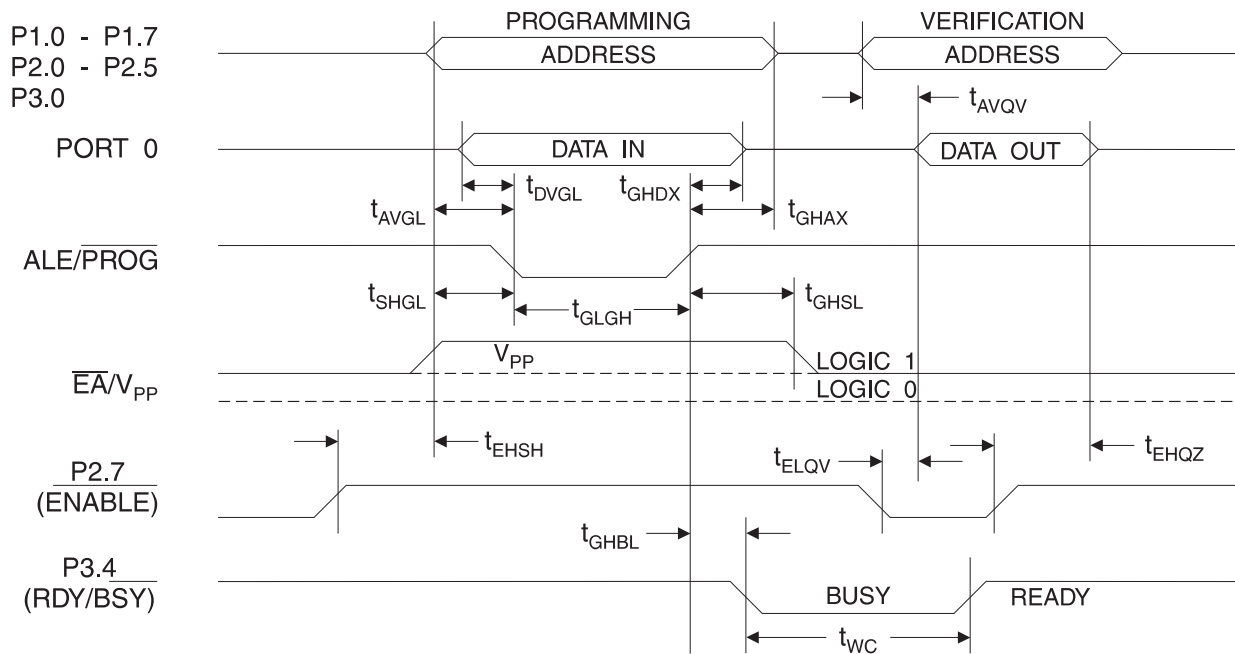 PROGRAMMING VERIFICATION
P1.0 - P1.7
P2.0 - P2.5
P3.0
ADDRESS ADDRESS
tAVQV
PORT 0 DATA IN DATA OUT
tDVGL tGHDX
tAVGL tGHAX
ALE/PROG
tSHGL tGLGH tGHSL
EA/VPP VPP LOGIC 1
LOGIC 0
tEHSH tELQV tEHQZ
P2.7
(ENABLE)
tGHBL
P3.4
(RDY/BSY) BUSY READY
tWC